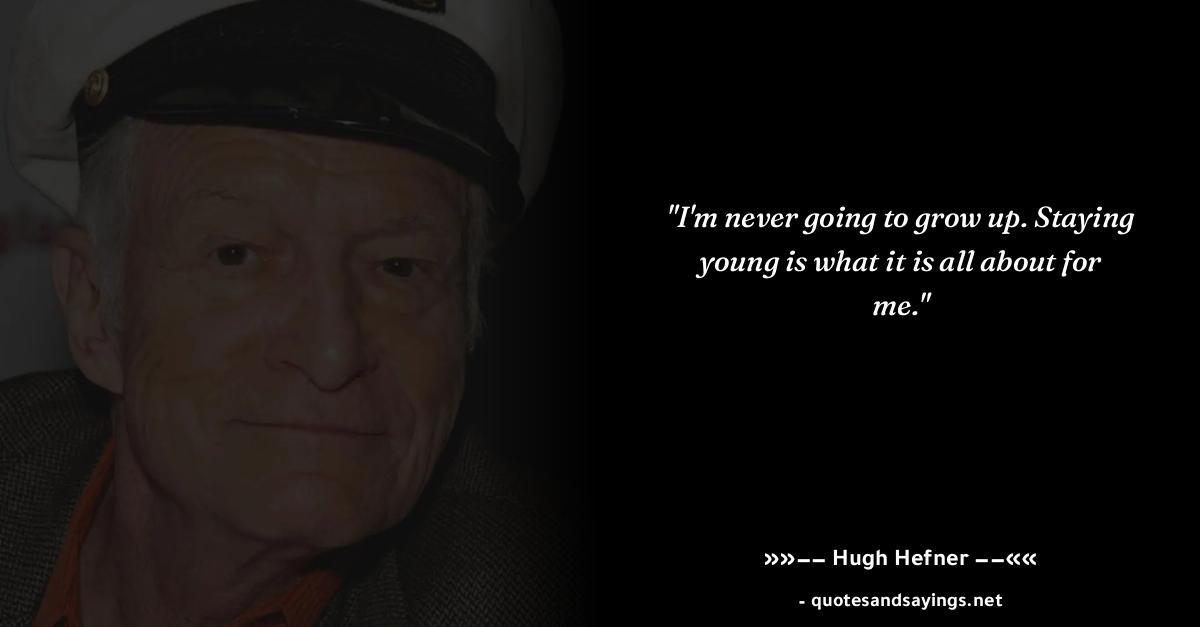 "I'm never going to grow up. Staying
young is what it is all about for
me."
»»–– Hugh Hefner ––««
- quotesandsayings.net